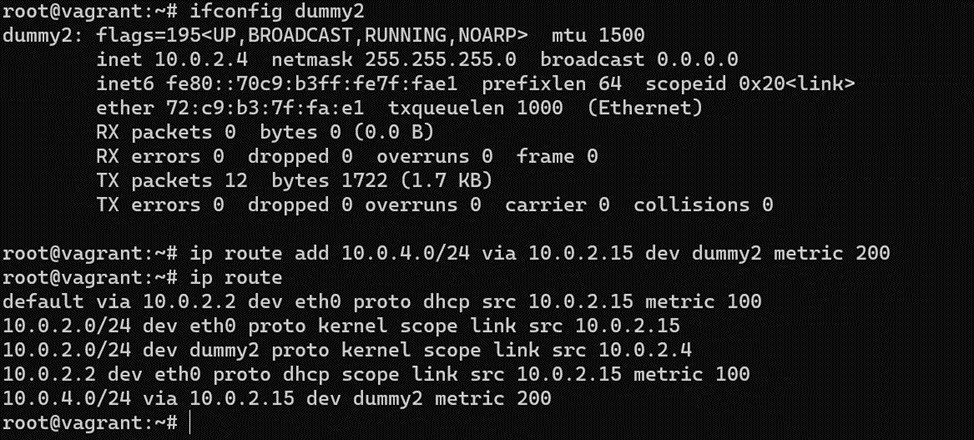 root@vagrant:~# ifconfig dummy2
dummy2: flags=195<UP,BROADCAST,RUNNING,NOARP>  mtu 1500
        inet 10.0.2.4  netmask 255.255.255.0  broadcast 0.0.0.0
        inet6 fe80::70c9:b3ff:fe7f:fae1  prefixlen 64  scopeid 0x20<link>
        ether 72:c9:b3:7f:fa:e1  txqueuelen 1000  (Ethernet)
        RX packets 0  bytes 0 (0.0 B)
        RX errors 0  dropped 0  overruns 0  frame 0
        TX packets 12  bytes 1722 (1.7 KB)
        TX errors 0  dropped 0 overruns 0  carrier 0  collisions 0
root@vagrant:~# ip route add 10.0.4.0/24 via 10.0.2.15 dev dummy2 metric 200
root@vagrant:~# ip route
default via 10.0.2.2 dev eth0 proto dhcp src 10.0.2.15 metric 100
10.0.2.0/24 dev eth0 proto kernel scope link src 10.0.2.15
10.0.2.0/24 dev dummy2 proto kernel scope link src 10.0.2.4
10.0.2.2 dev eth0 proto dhcp scope link src 10.0.2.15 metric 100
10.0.4.0/24 via 10.0.2.15 dev dummy2 metric 200
root@vagrant:~#